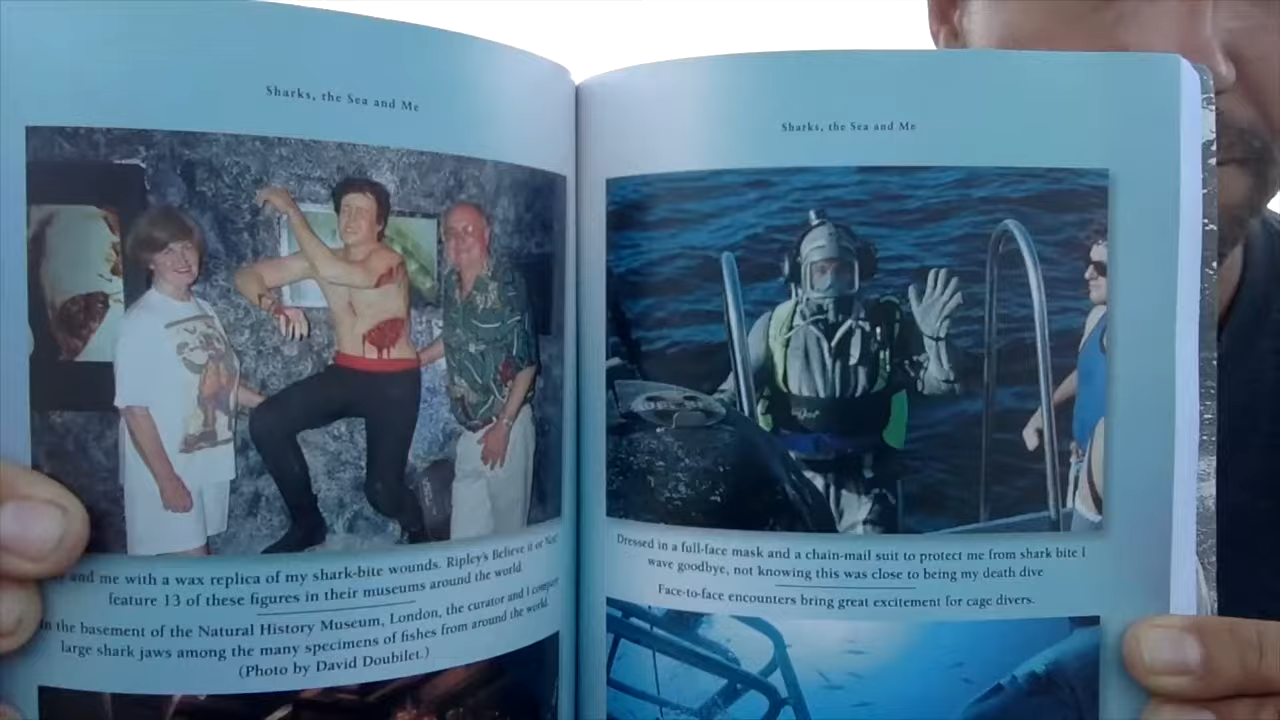 Sharks, the Sea and Me
and me with a wax replica of my shark-bite wounds. Ripley's Believe it or Not
feature 13 of these figures in their museums around the world.
In the basement of the Natural History Museum, London, the curator and I compare
large shark jaws among the many specimens of fishes from around the world.
(Photo by David Doubilet.)
Sharks, the Sea and Me
Dressed in a full-face mask and a chain-mail suit to protect me from shark bite I
wave goodbye, not knowing this was close to being my death dive
Face-to-face encounters bring great excitement for cage divers.